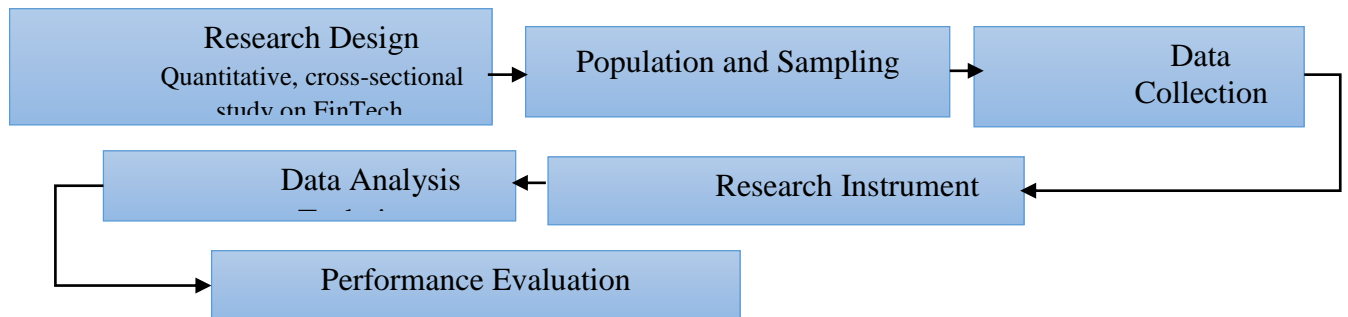 Research Design
Quantitative, cross-sectional
study on FinTech
Population and Sampling
Data
Collection
Research Instrument
Data Analysis
Performance Evaluation